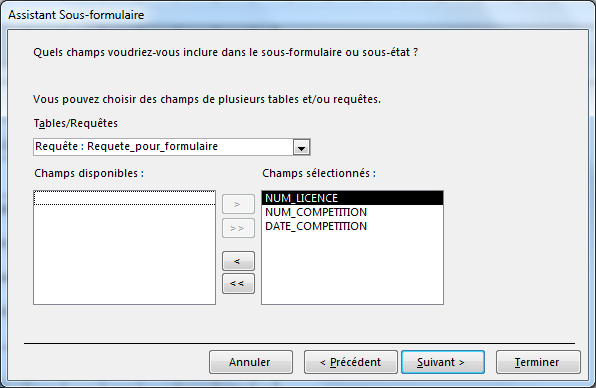 Assistant Sous-formulaire
Quels champs voudriez-vous inclure dans le sous-formulaire ou sous-état ?
Vous pouvez choisir des champs de plusieurs tables et/ou requêtes.
Tables/Requêtes
Requête : Requete_pour_formulaire
Champs disponibles :
Champs sélectionnés :
>
>>
<
<<
NUM_LICENCE
NUM_COMPETITION
DATE_COMPETITION
Annuler
< Précédent
Suivant >
Terminer